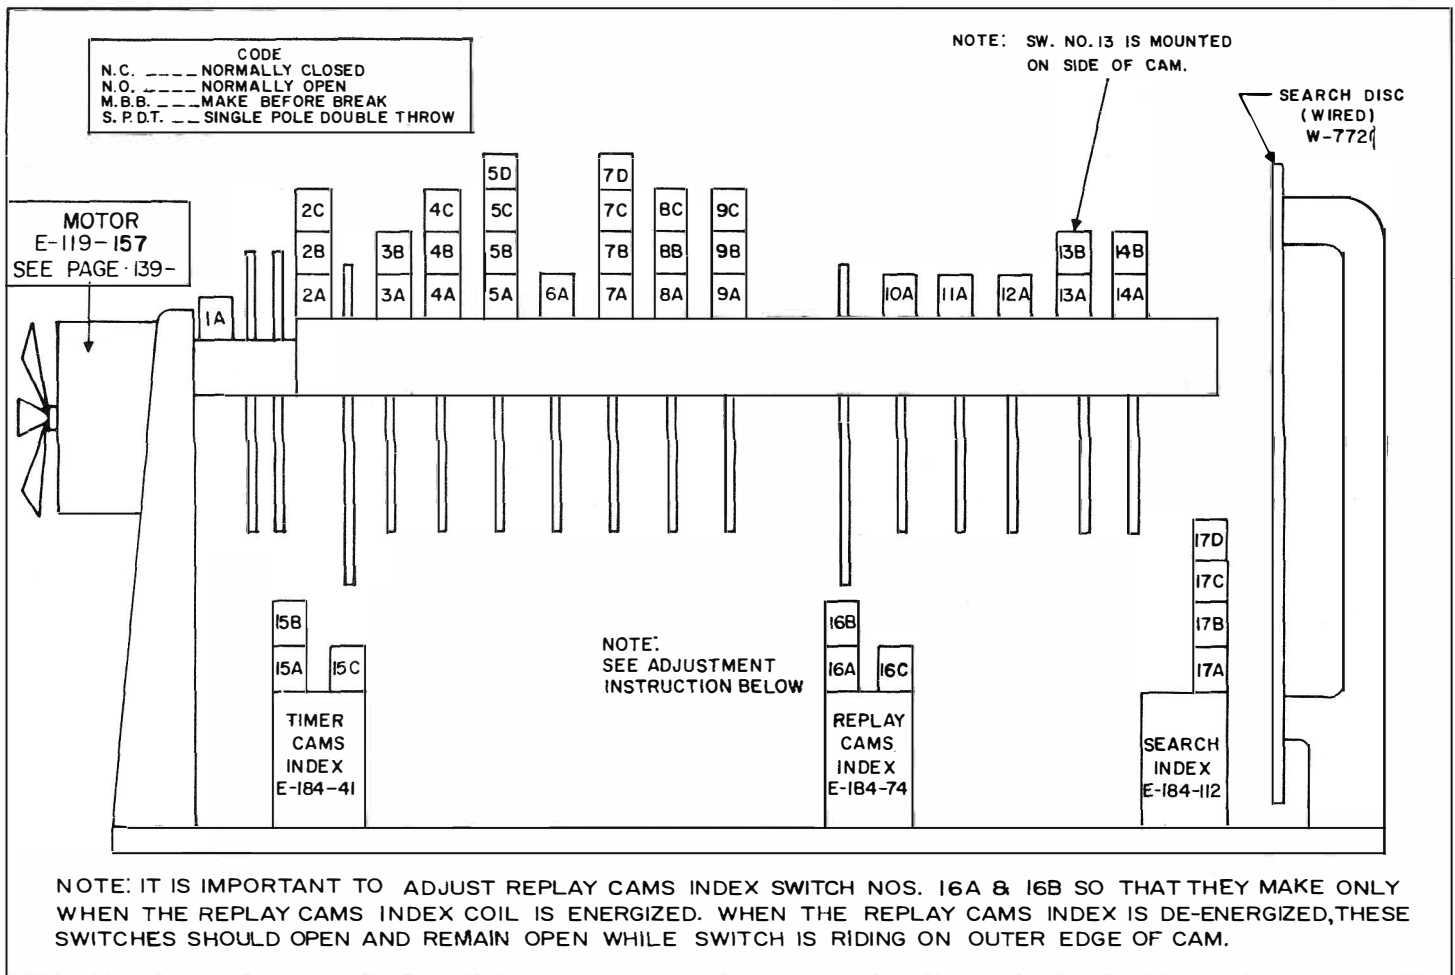 CODE
N.C. ---- NORMALLY CLOSED
N.O. ---- NORMALLY OPEN
M.B.B. --- MAKE BEFORE BREAK
S.P.D.T. -- SINGLE POLE DOUBLE THROW
NOTE: SW. NO. 13 IS MOUNTED
ON SIDE OF CAM.
SEARCH DISC
(WIRED)
W-772
MOTOR
E-119-157
SEE PAGE 139-
5D 7D
2C 4C 5C 7C 8C 9C
2B 3B 4B 5B 7B 8B 9B 13B 14B
2A 3A 4A 5A 6A 7A 8A 9A 10A 11A 12A 13A 14A
1A
17D
17C
15B 16B 17B
15A 15C 16A 16C 17A
NOTE:
SEE ADJUSTMENT
INSTRUCTION BELOW
TIMER
CAMS
INDEX
E-184-41
REPLAY
CAMS
INDEX
E-184-74
SEARCH
INDEX
E-184-112
NOTE: IT IS IMPORTANT TO ADJUST REPLAY CAMS INDEX SWITCH NOS. 16A & 16B SO THAT THEY MAKE ONLY
WHEN THE REPLAY CAMS INDEX COIL IS ENERGIZED. WHEN THE REPLAY CAMS INDEX IS DE-ENERGIZED, THESE
SWITCHES SHOULD OPEN AND REMAIN OPEN WHILE SWITCH IS RIDING ON OUTER EDGE OF CAM.